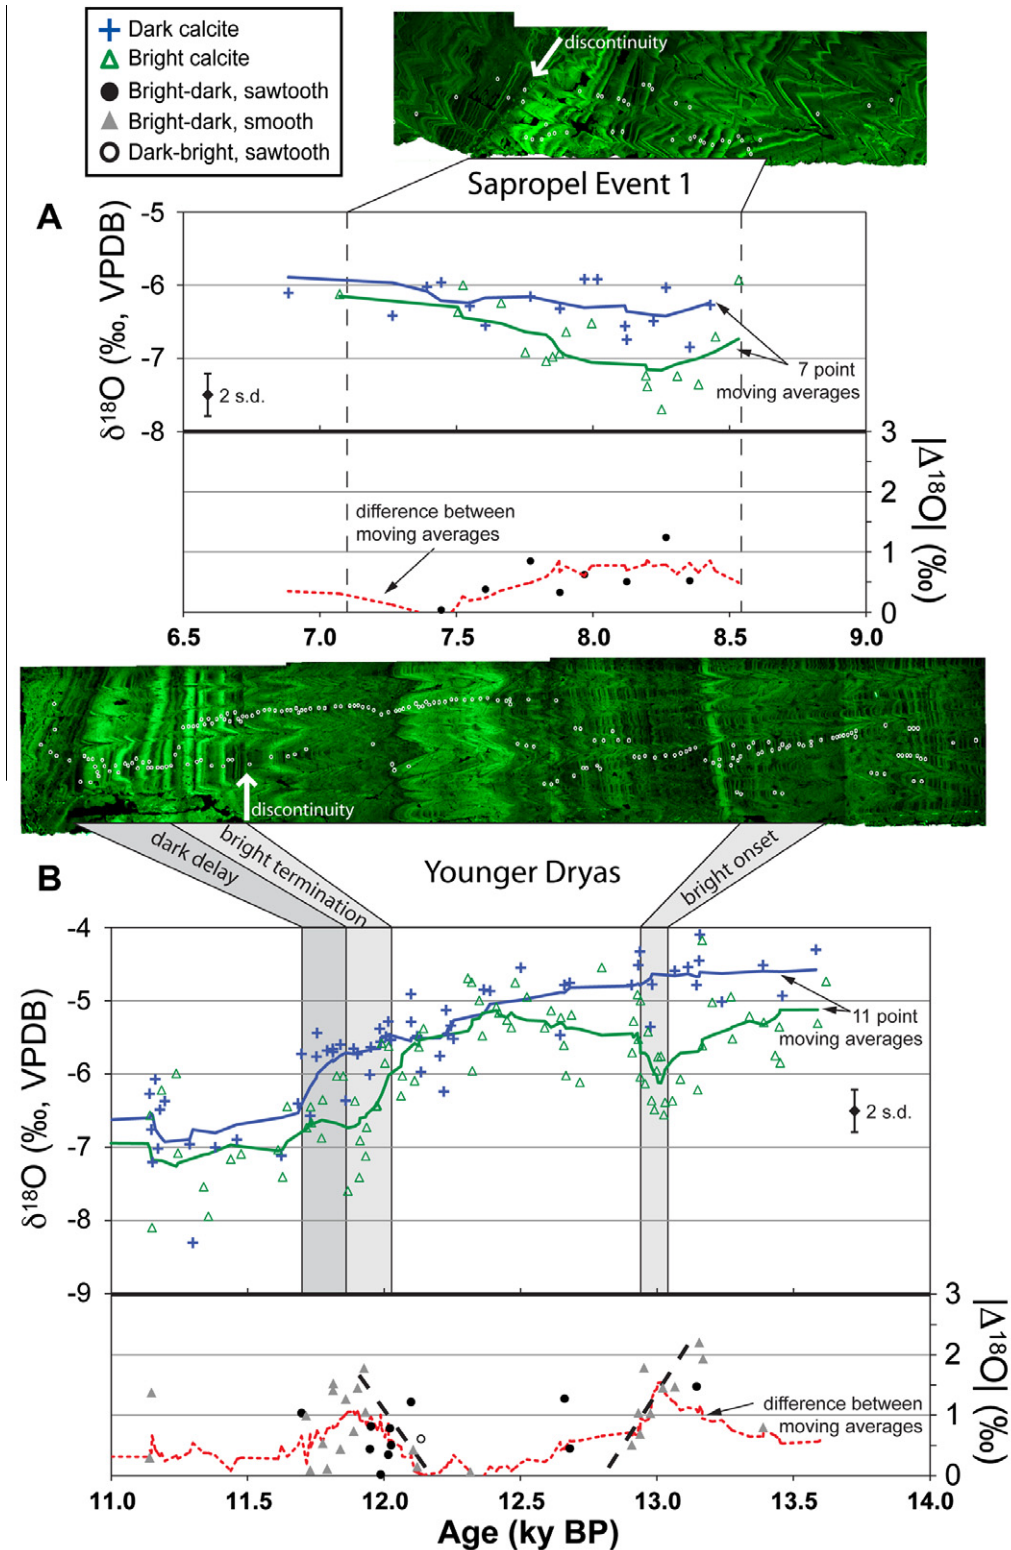 Dark calcite
Bright calcite
Bright-dark, sawtooth
Bright-dark, smooth
Dark-bright, sawtooth
discontinuity
Sapropel Event 1
A
-5
-6
-7
-8
δ18O (‰, VPDB)
7 point
moving averages
2 s.d.
3
2
1
0
|Δ18O| (‰)
difference between
moving averages
6.5 7.0 7.5 8.0 8.5 9.0
discontinuity
dark delay
bright termination
bright onset
Younger Dryas
B
-4
-5
-6
-7
-8
-9
δ18O (‰, VPDB)
11 point
moving averages
2 s.d.
3
2
1
0
|Δ18O| (‰)
difference between
moving averages
11.0 11.5 12.0 12.5 13.0 13.5 14.0
Age (ky BP)